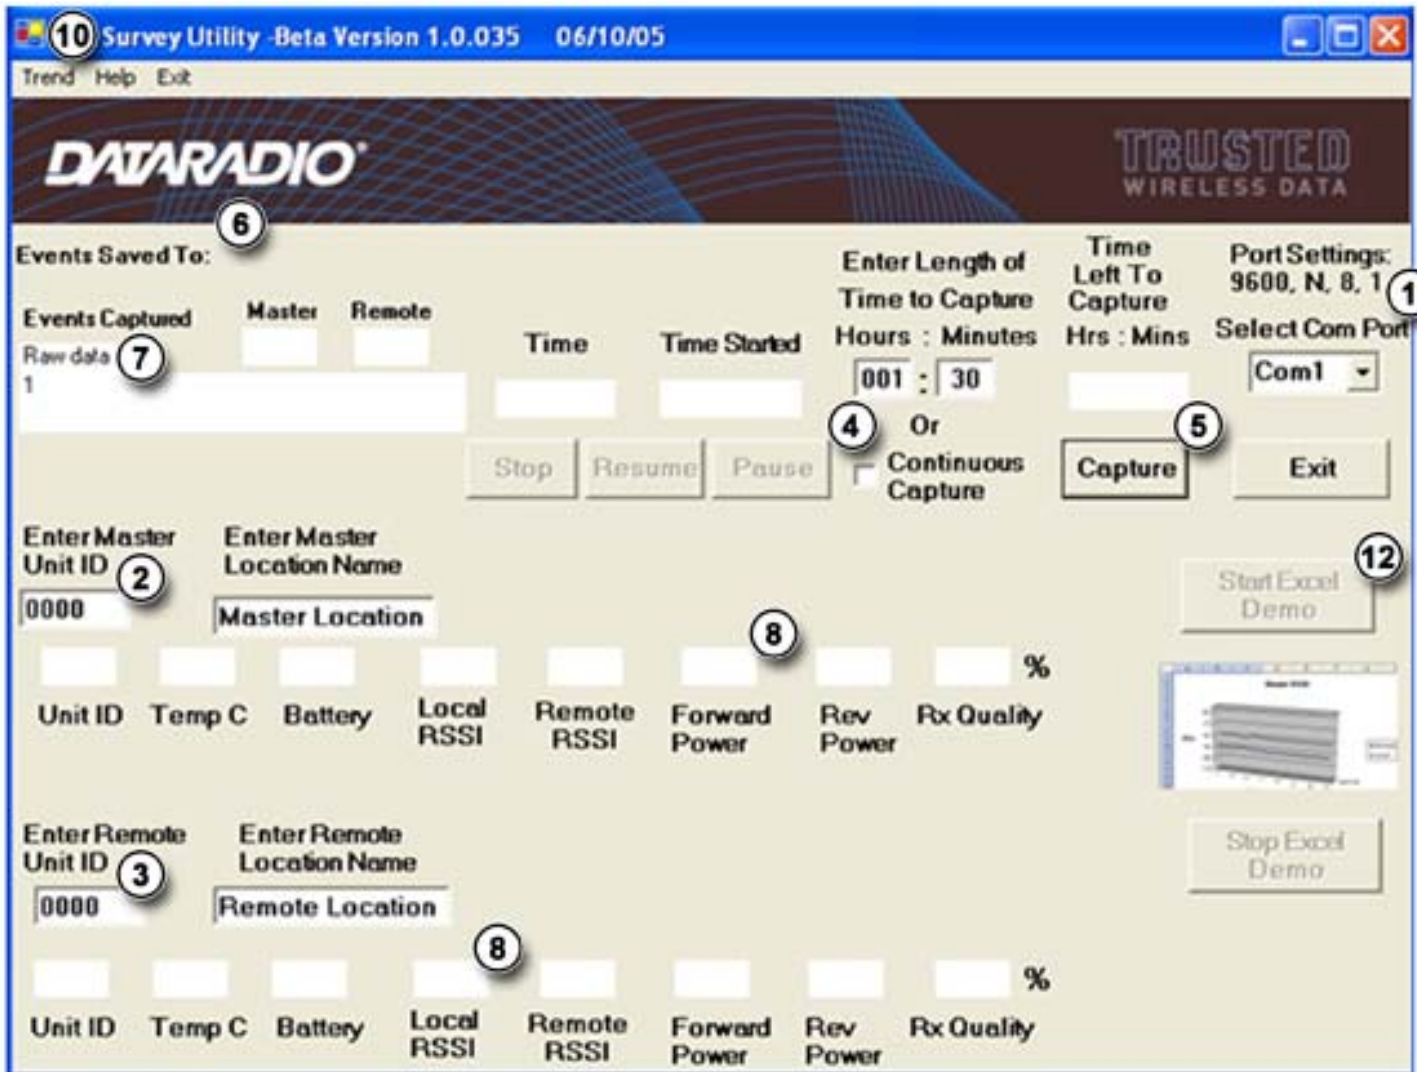 10 Survey Utility -Beta Version 1.0.035 06/10/05
Trend Help Exit
DATARADIO
TRUSTED
WIRELESS DATA
6
Events Saved To:
Enter Length of
Time to Capture
Hours : Minutes
001 : 30
4 Or
Continuous
Capture
Time
Left To
Capture
Hrs : Mins
Port Settings:
9600, N, 8, 1
1
Select Com Port
Com1
Events Captured
Master Remote
Raw data 7
1
Time Time Started
5
Stop Resume Pause
Capture Exit
Enter Master
Unit ID 2
0000
Enter Master
Location Name
Master Location
12
Start Excel
Demo
8
%
Unit ID Temp C Battery Local
RSSI Remote
RSSI Forward
Power Rev
Power Rx Quality
Enter Remote
Unit ID 3
0000
Enter Remote
Location Name
Remote Location
Stop Excel
Demo
8
%
Unit ID Temp C Battery Local
RSSI Remote
RSSI Forward
Power Rev
Power Rx Quality